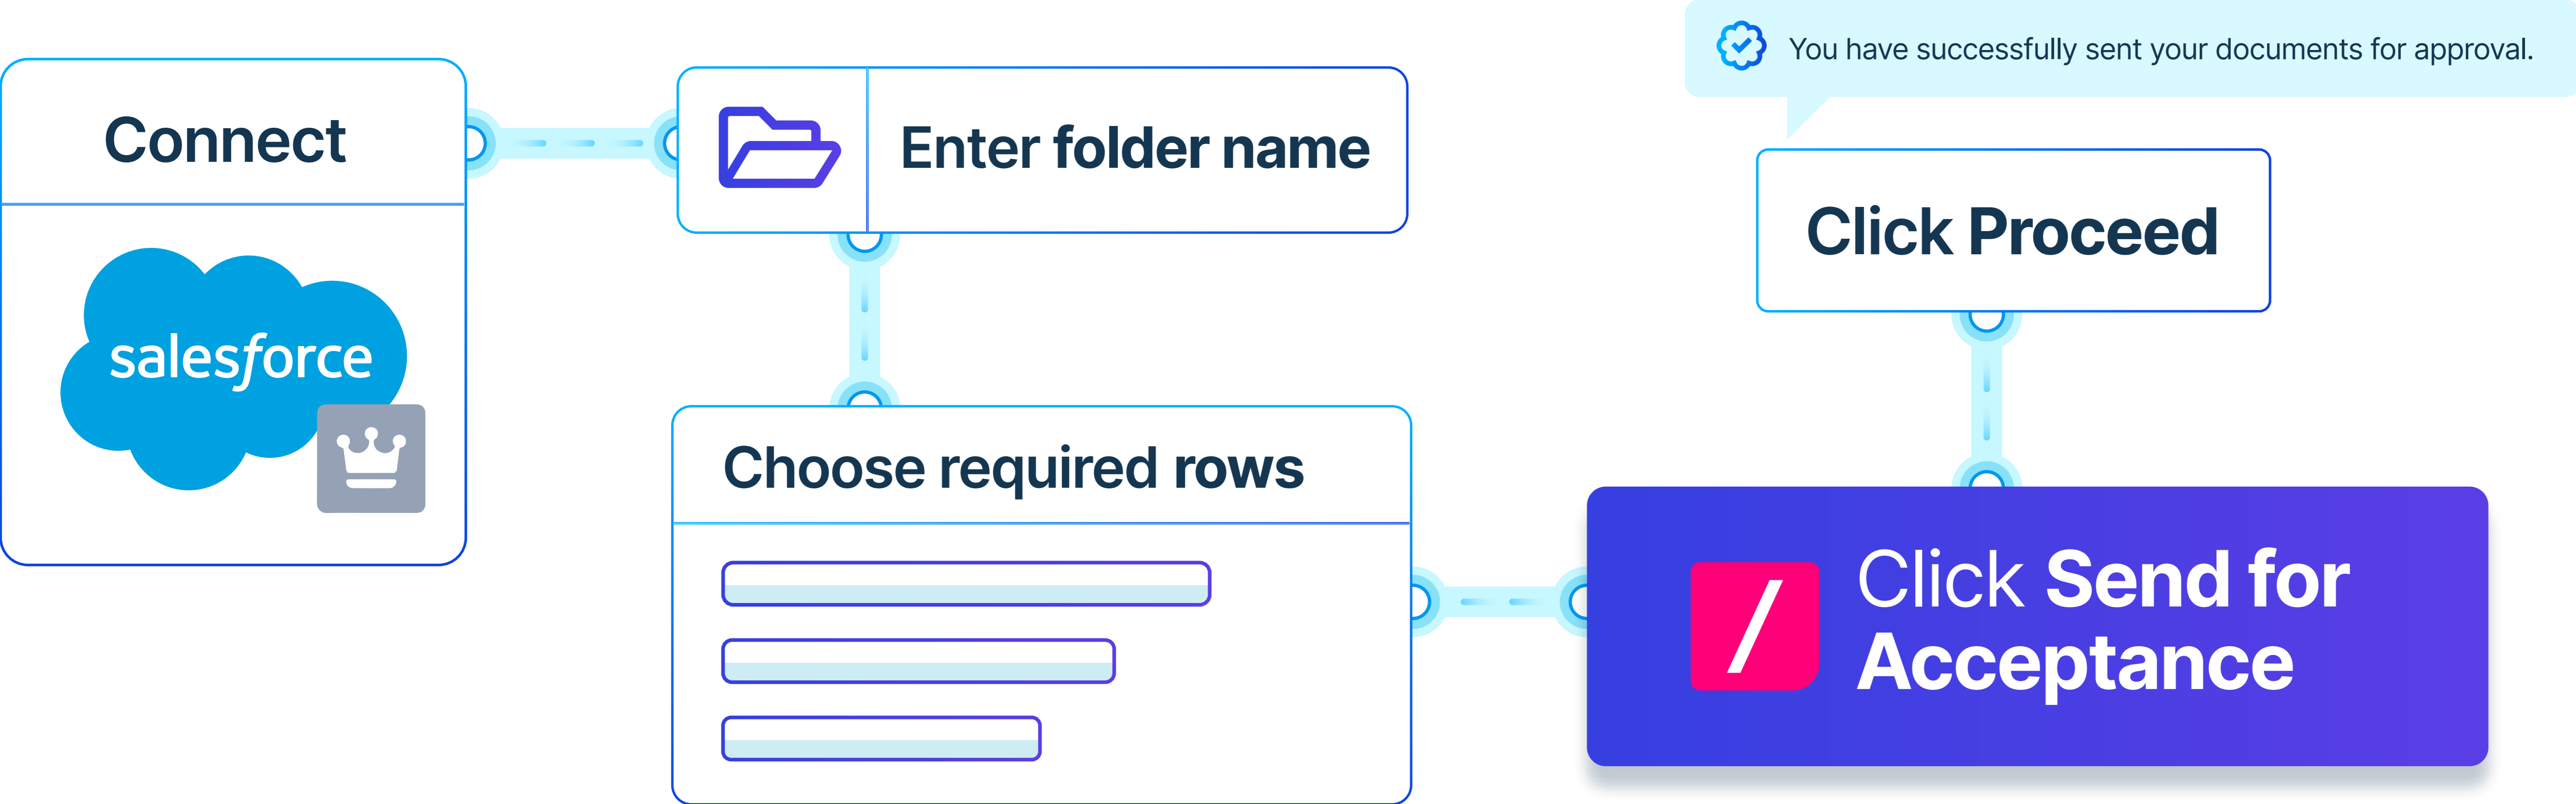 Connect
salesforce
Enter folder name
Choose required rows
Click Send for
Acceptance
Click Proceed
You have successfully sent your documents for approval.